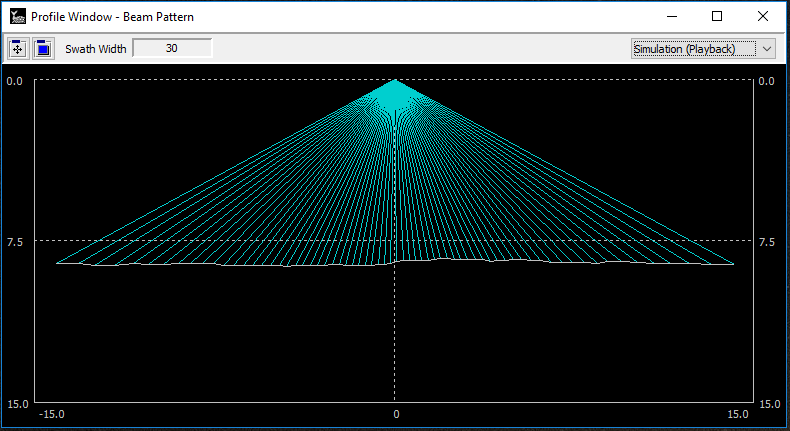 Profile Window - Beam Pattern
Swath Width 30 Simulation (Playback)
0.0 0.0
7.5 7.5
15.0 15.0
-15.0 0 15.0